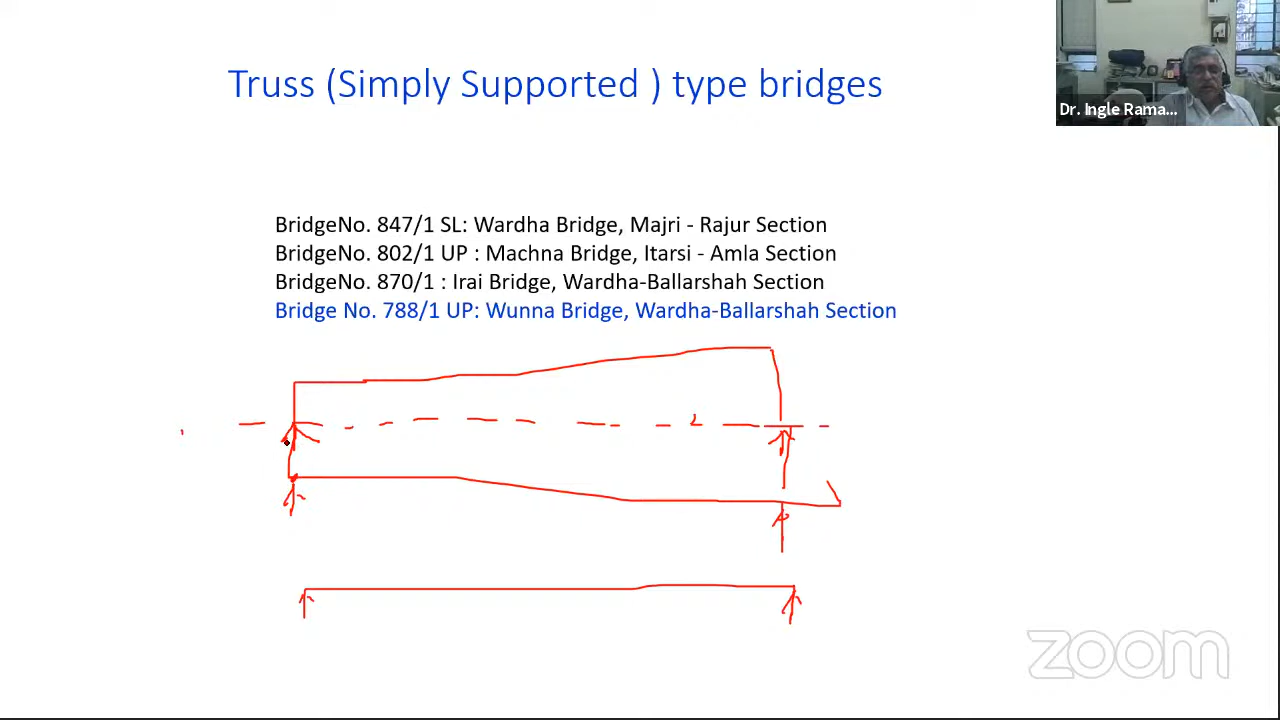 Truss (Simply Supported ) type bridges
Dr. Ingle Rama...
BridgeNo. 847/1 SL: Wardha Bridge, Majri - Rajur Section
BridgeNo. 802/1 UP : Machna Bridge, Itarsi - Amla Section
BridgeNo. 870/1 : Irai Bridge, Wardha-Ballarshah Section
Bridge No. 788/1 UP: Wunna Bridge, Wardha-Ballarshah Section
zoom